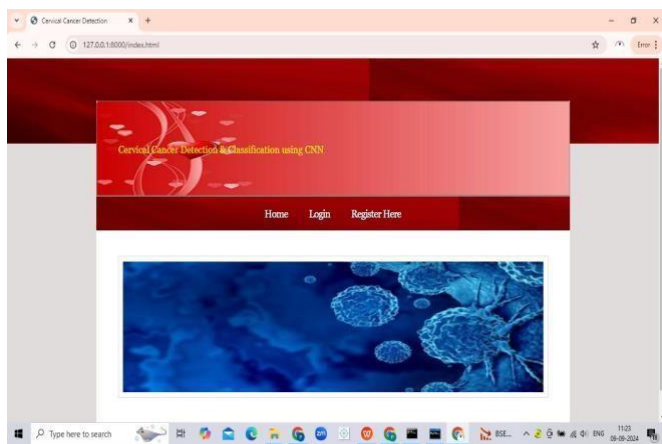 Cervical Cancer Detection
127.0.0.1:8000/index.html
Error
Cervical Cancer Detection & Classification using CNN
Home Login Register Here
Type here to search
BSE...
ENG
11:23
09-09-2024